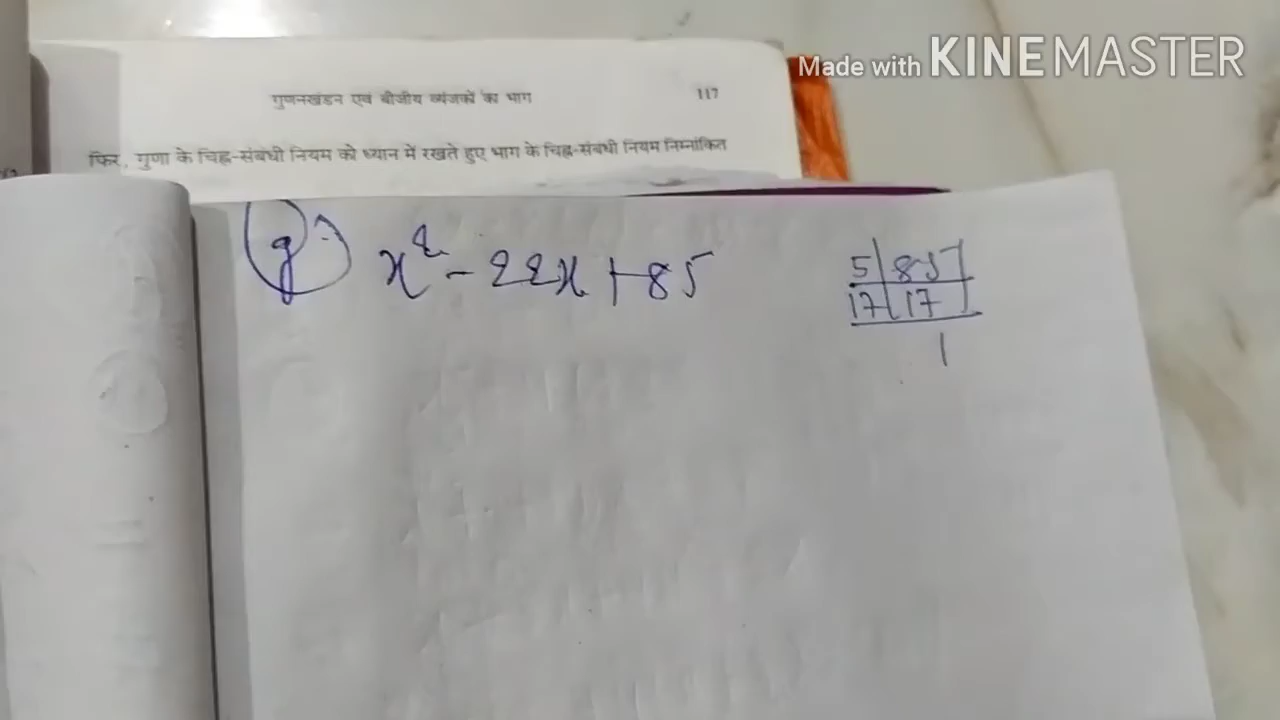 Made with KINEMASTER
गुणनखंडन एवं बीजीय व्यंजकों का भाग 117
फिर, गुणा के चिह्न-संबंधी नियम को ध्यान में रखते हुए भाग के चिह्न-संबंधी नियम निम्नांकित
g) x² - 22x + 85
5 | 85
17 | 17
1